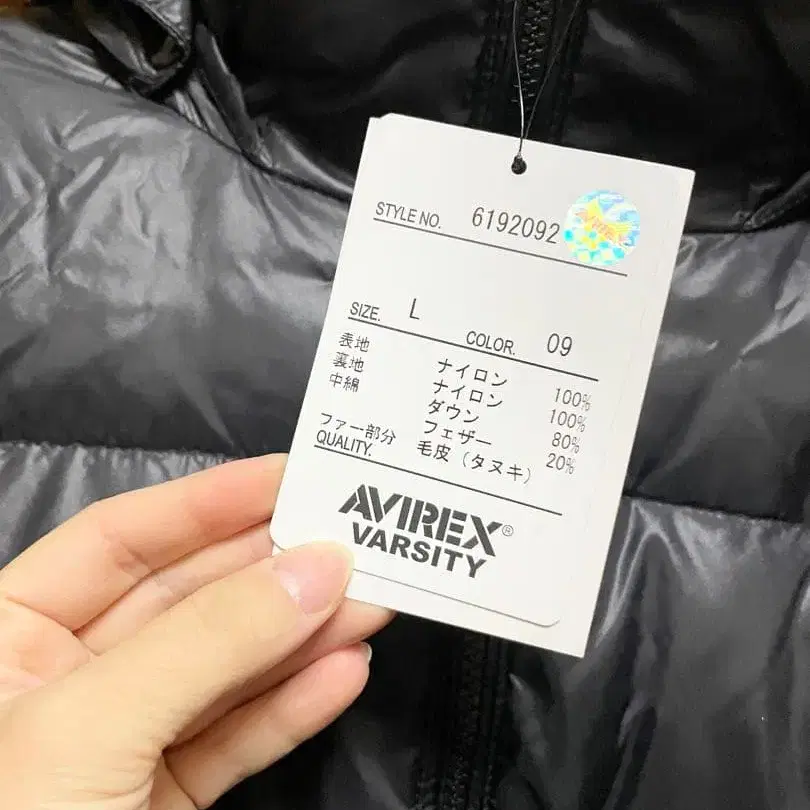 STYLE NO. 6192092
AVIREX
SIZE. L COLOR. 09
表地 ナイロン 100%
裏地 ナイロン 100%
中綿 ダウン 80%
フェザー 20%
ファー部分 毛皮（タヌキ）
QUALITY.
AVIREX®
VARSITY